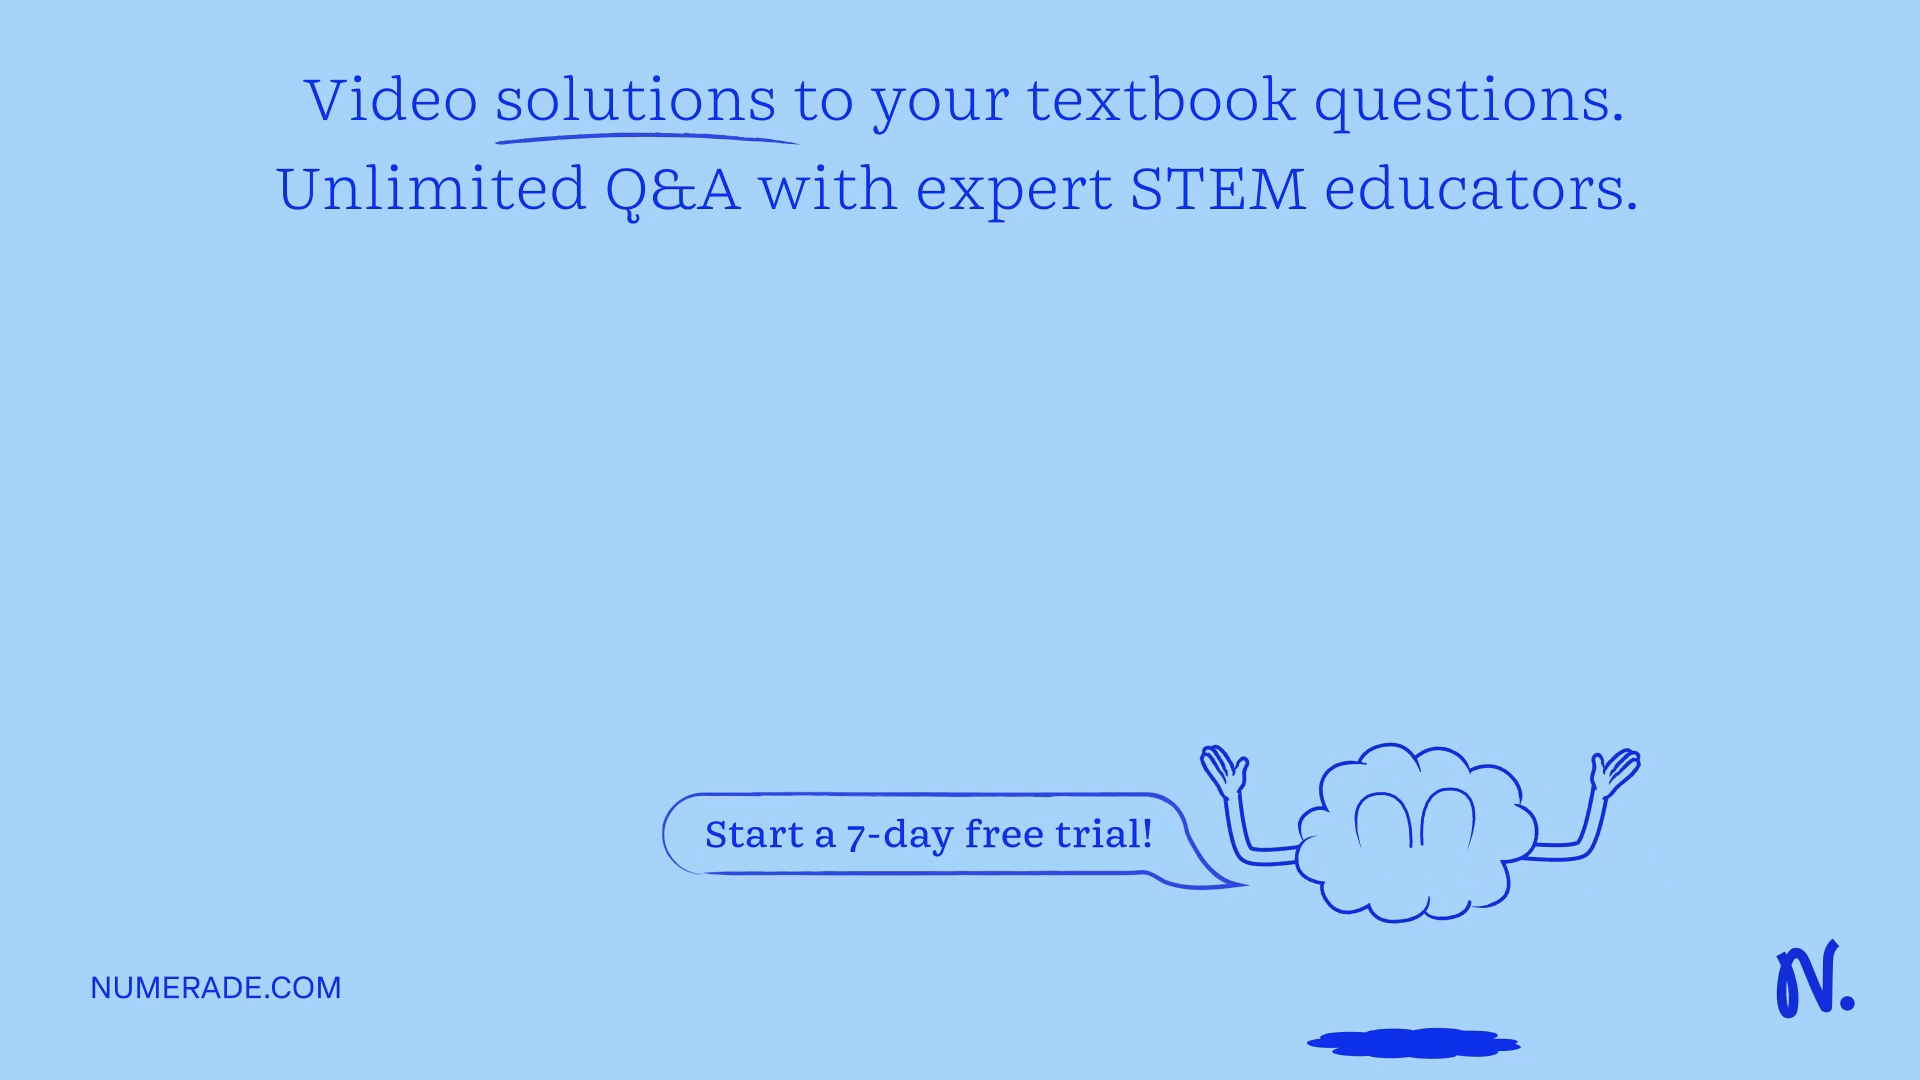 Video solutions to your textbook questions.
Unlimited Q&A with expert STEM educators.
Start a 7-day free trial!
NUMERADE.COM
N.